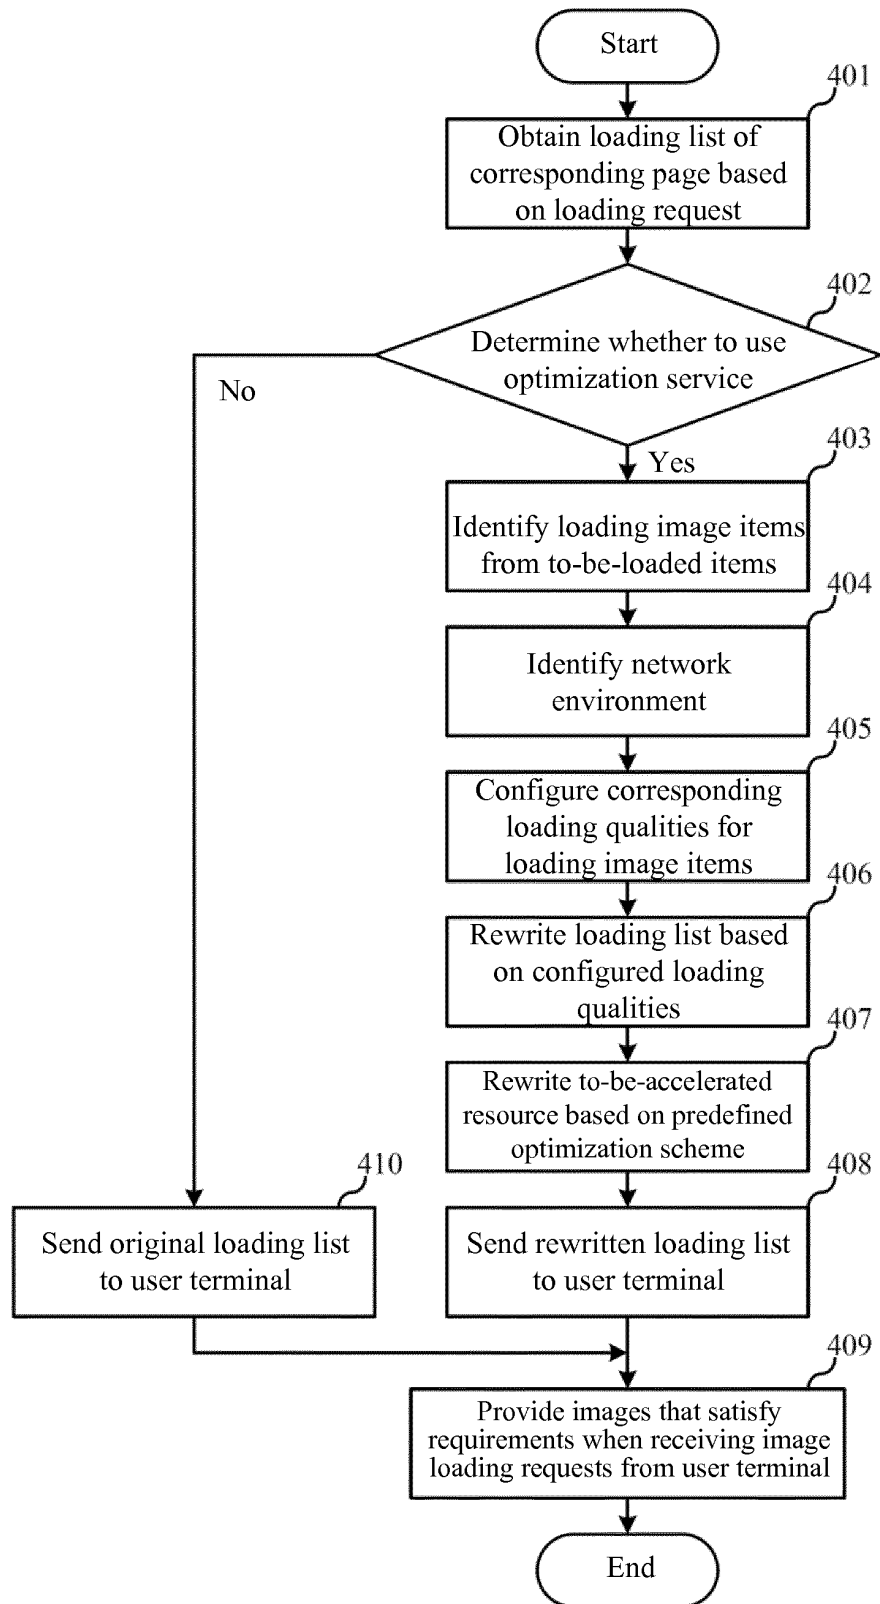 Start
401
Obtain loading list of
corresponding page based
on loading request
402
Determine whether to use
optimization service
No
Yes
403
Identify loading image items
from to-be-loaded items
404
Identify network
environment
405
Configure corresponding
loading qualities for
loading image items
406
Rewrite loading list based
on configured loading
qualities
407
Rewrite to-be-accelerated
resource based on predefined
optimization scheme
410
Send original loading list
to user terminal
408
Send rewritten loading list
to user terminal
409
Provide images that satisfy
requirements when receiving image
loading requests from user terminal
End